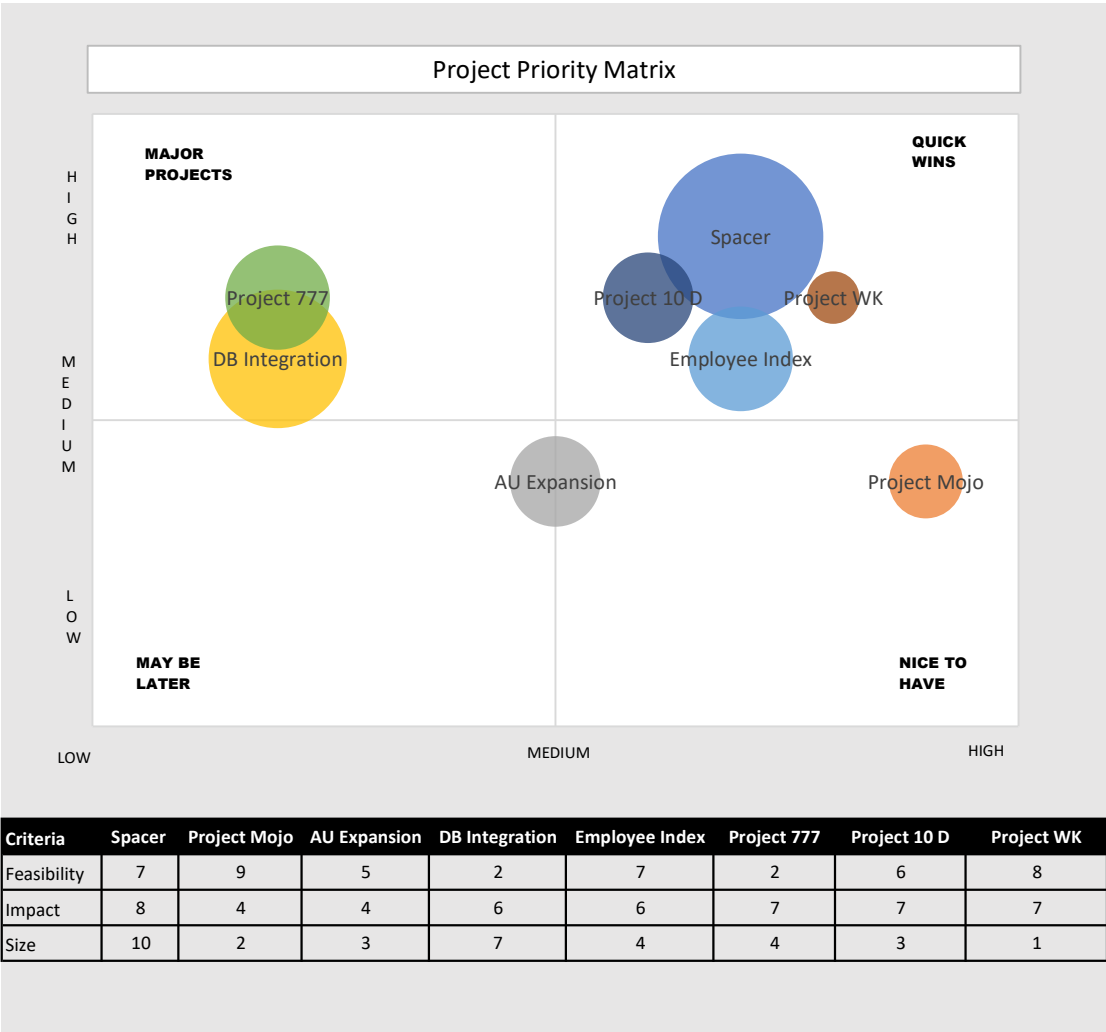 Project Priority Matrix
MAJOR
PROJECTS
QUICK
WINS
H
I
G
H
Spacer
Project 777
Project 10 D
Project WK
DB Integration
Employee Index
M
E
D
I
U
M
AU Expansion
Project Mojo
L
O
W
MAY BE
LATER
NICE TO
HAVE
LOW
MEDIUM
HIGH
Criteria Spacer Project Mojo AU Expansion DB Integration Employee Index Project 777 Project 10 D Project WK
Feasibility 7 9 5 2 7 2 6 8
Impact 8 4 4 6 6 7 7 7
Size 10 2 3 7 4 4 3 1